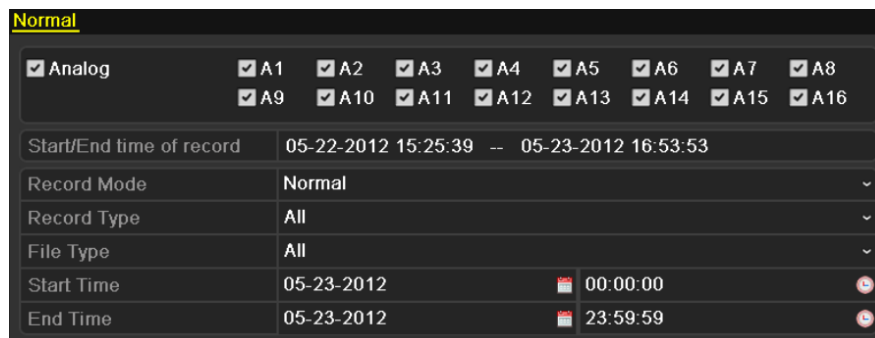 Normal
Analog A1 A2 A3 A4 A5 A6 A7 A8
A9 A10 A11 A12 A13 A14 A15 A16
Start/End time of record 05-22-2012 15:25:39 -- 05-23-2012 16:53:53
Record Mode Normal
Record Type All
File Type All
Start Time 05-23-2012 00:00:00
End Time 05-23-2012 23:59:59